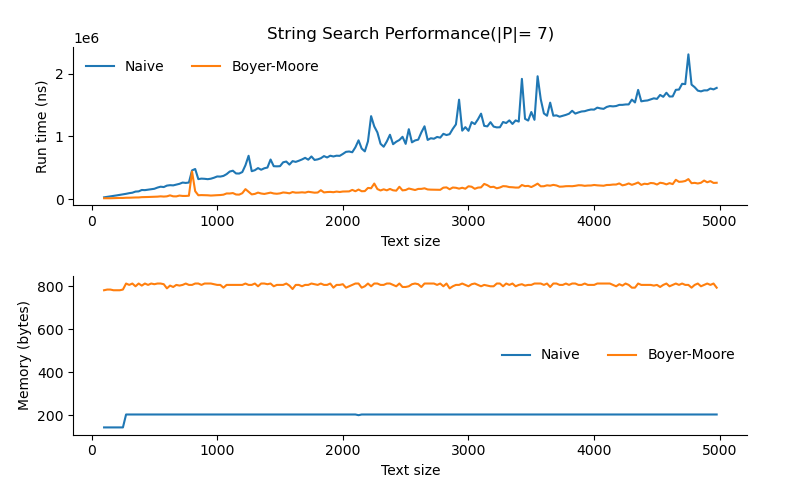 String Search Performance(|P|= 7)
1e6
Naive Boyer-Moore
2
1
0
Run time (ns)
0 1000 2000 3000 4000 5000
Text size
800
600
400
200
Memory (bytes)
Naive Boyer-Moore
0 1000 2000 3000 4000 5000
Text size